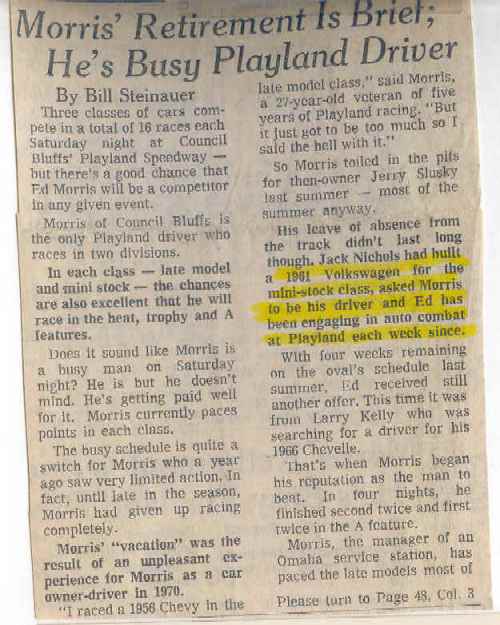 Morris' Retirement Is Brief;
He's Busy Playland Driver
By Bill Steinauer
Three classes of cars com-
pete in a total of 16 races each
Saturday night at Council
Bluffs' Playland Speedway —
but there's a good chance that
Ed Morris will be a competitor
in any given event.
Morris of Council Bluffs is
the only Playland driver who
races in two divisions.
In each class — late model
and mini stock — the chances
are also excellent that he will
race in the heat, trophy and A
features.
Does it sound like Morris is
a busy man on Saturday
night? He is but he doesn't
mind. He's getting paid well
for it. Morris currently paces
points in each class.
The busy schedule is quite a
switch for Morris who a year
ago saw very limited action. In
fact, until late in the season,
Morris had given up racing
completely.
Morris' "vacation" was the
result of an unpleasant ex-
perience for Morris as a car
owner-driver in 1970.
"I raced a 1956 Chevy in the
late model class," said Morris,
a 27-year-old veteran of five
years of Playland racing. "But
it just got to be too much so I
said the hell with it."
So Morris toiled in the pits
for then-owner Jerry Slusky
last summer — most of the
summer anyway.
His leave of absence from
the track didn't last long
though. Jack Nichols had built
a 1961 Volkswagen for the
mini-stock class, asked Morris
to be his driver and Ed has
been engaging in auto combat
at Playland each week since.
With four weeks remaining
on the oval's schedule last
summer, Ed received still
another offer. This time it was
from Larry Kelly who was
searching for a driver for his
1966 Chevelle.
That's when Morris began
his reputation as the man to
beat. In four nights, he
finished second twice and first
twice in the A feature.
Morris, the manager of an
Omaha service station, has
paced the late models most of
Please turn to Page 48, Col. 3